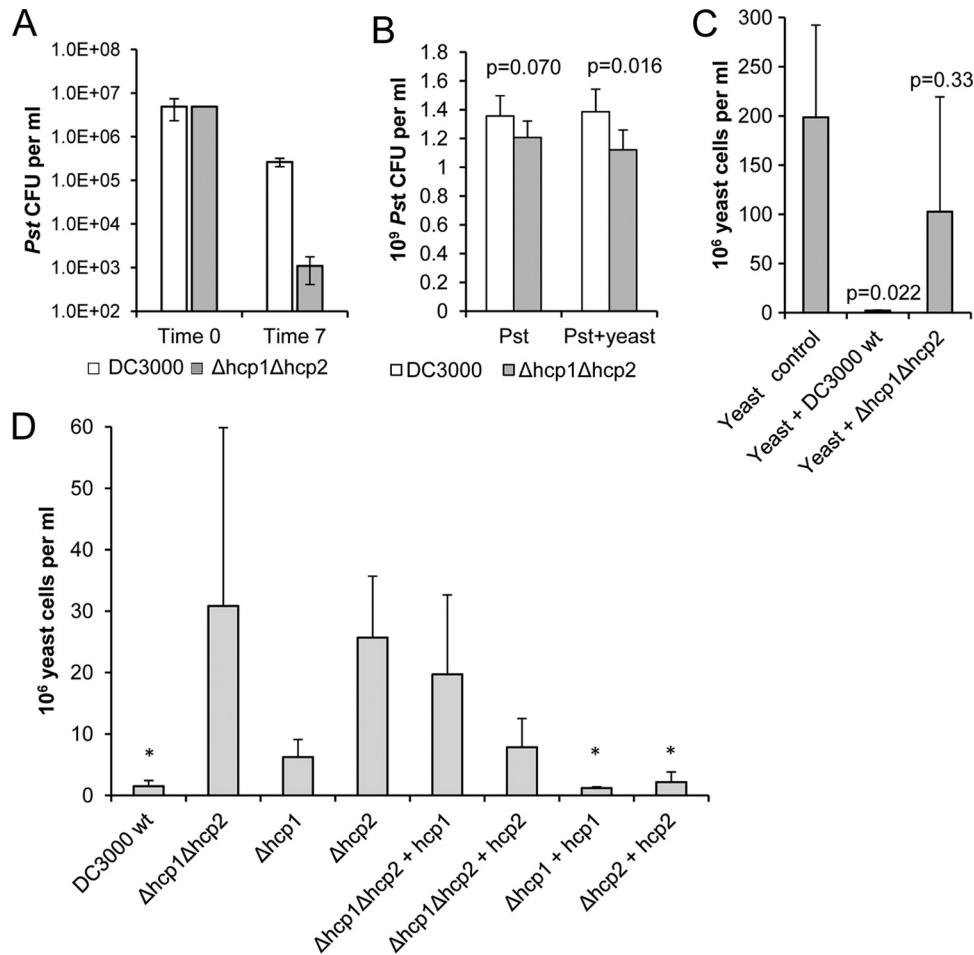 A
Pst CFU per ml
1.0E+08
1.0E+07
1.0E+06
1.0E+05
1.0E+04
1.0E+03
1.0E+02
Time 0
Time 7
DC3000 Δhcp1Δhcp2
B
10⁹ Pst CFU per ml
1.8
1.6
1.4
1.2
1
0.8
0.6
0.4
0.2
0
p=0.070
p=0.016
Pst
Pst+yeast
DC3000 Δhcp1Δhcp2
C
10⁶ yeast cells per ml
300
250
200
150
100
50
0
p=0.33
p=0.022
Yeast control
Yeast + DC3000 wt
Yeast + Δhcp1Δhcp2
D
10⁶ yeast cells per ml
60
50
40
30
20
10
0
*
*
*
DC3000 wt
Δhcp1Δhcp2
Δhcp1
Δhcp2
Δhcp1Δhcp2 + hcp1
Δhcp1Δhcp2 + hcp2
Δhcp1 + hcp1
Δhcp2 + hcp2